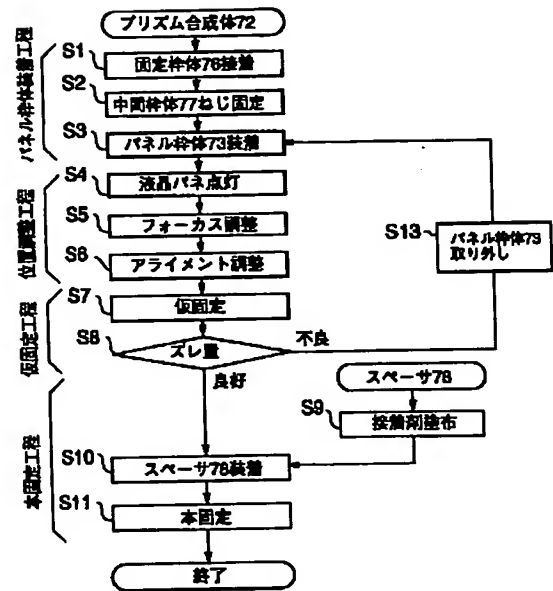 プリズム合成体72
パネル枠体装着工程
S1
固定枠体76接着
S2
中間枠体77ねじ固定
S3
パネル枠体73装着
位置調整工程
S4
液晶パネ点灯
S5
フォーカス調整
S6
アライメント調整
S13
パネル枠体73
取り外し
仮固定工程
S7
仮固定
S8
ズレ量
不良
良好
スペーサ78
S9
接着剤塗布
本固定工程
S10
スペーサ78装着
S11
本固定
終了